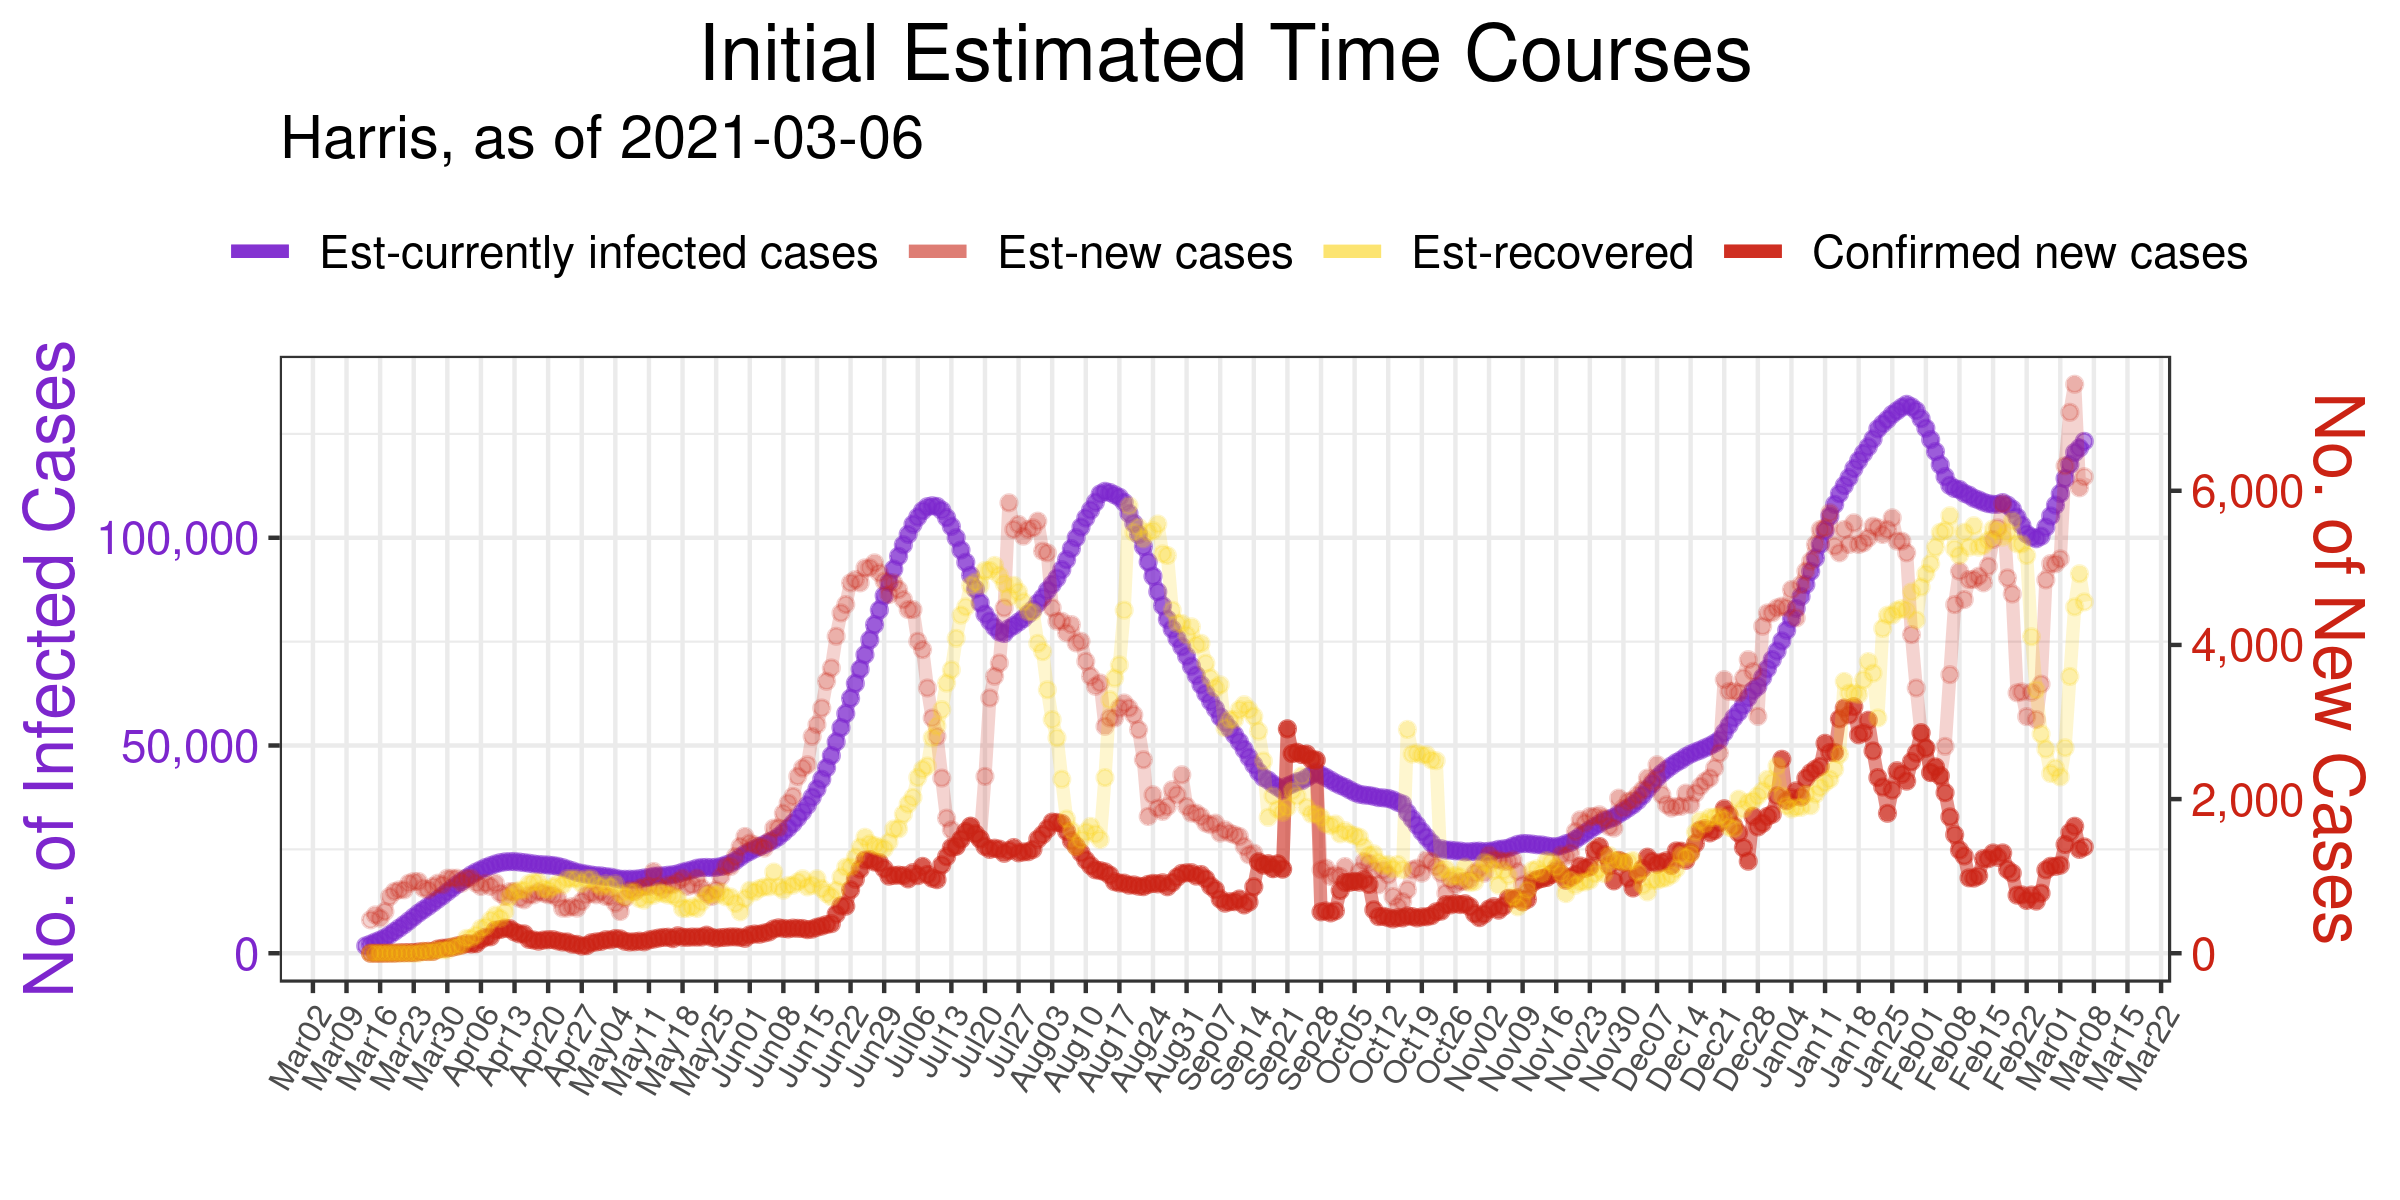 Initial Estimated Time Courses
Harris, as of 2021-03-06
Est-currently infected cases Est-new cases Est-recovered Confirmed new cases
No. of Infected Cases
100,000
50,000
0
No. of New Cases
6,000
4,000
2,000
0
Mar02 Mar09 Mar16 Mar23 Mar30 Apr06 Apr13 Apr20 Apr27 May04 May11 May18 May25 Jun01 Jun08 Jun15 Jun22 Jun29 Jul06 Jul13 Jul20 Jul27 Aug03 Aug10 Aug17 Aug24 Aug31 Sep07 Sep14 Sep21 Sep28 Oct05 Oct12 Oct19 Oct26 Nov02 Nov09 Nov16 Nov23 Nov30 Dec07 Dec14 Dec21 Dec28 Jan04 Jan11 Jan18 Jan25 Feb01 Feb08 Feb15 Feb22 Mar01 Mar08 Mar15 Mar22